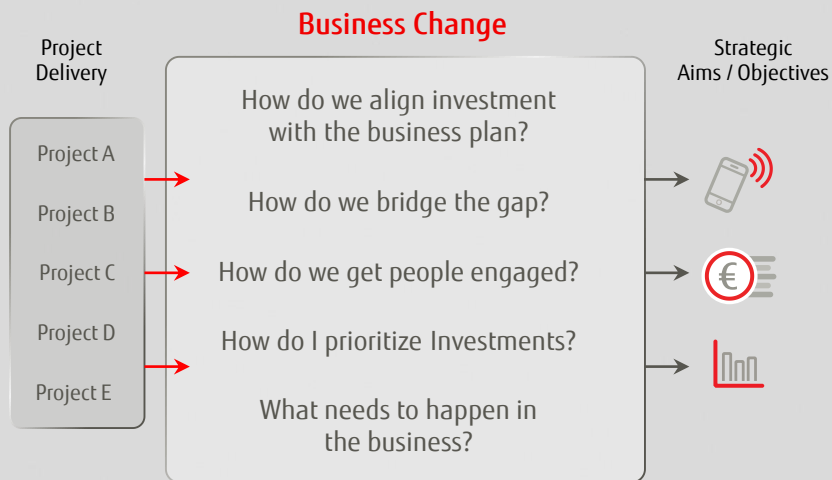 Business Change
Project
Delivery
Strategic
Aims / Objectives
Project A
Project B
Project C
Project D
Project E
How do we align investment
with the business plan?
How do we bridge the gap?
How do we get people engaged?
How do I prioritize Investments?
What needs to happen in
the business?
€